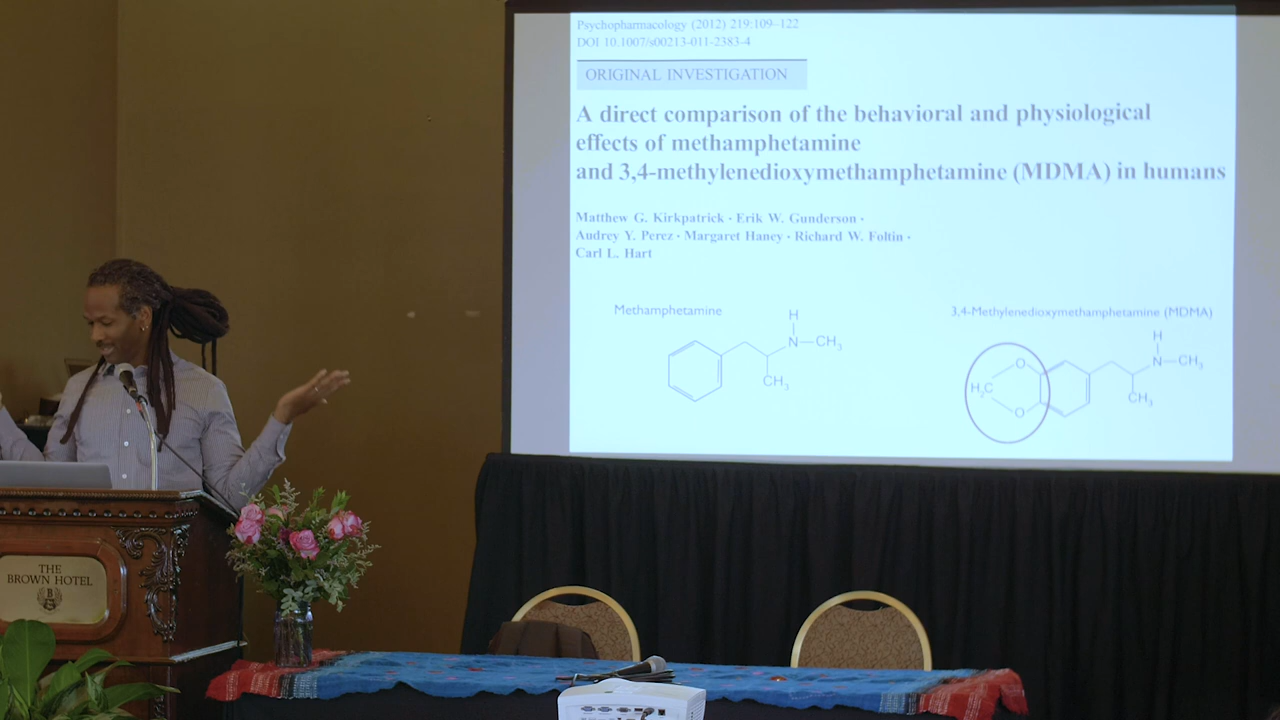 Psychopharmacology (2012) 219:109–122
DOI 10.1007/s00213-011-2383-4
ORIGINAL INVESTIGATION
A direct comparison of the behavioral and physiological
effects of methamphetamine
and 3,4-methylenedioxymethamphetamine (MDMA) in humans
Matthew G. Kirkpatrick · Erik W. Gunderson ·
Audrey Y. Perez · Margaret Haney · Richard W. Foltin ·
Carl L. Hart
Methamphetamine
H
N
CH3
CH3
3,4-Methylenedioxymethamphetamine (MDMA)
H
O
N
CH3
H2C
CH3
O
THE
BROWN HOTEL
B